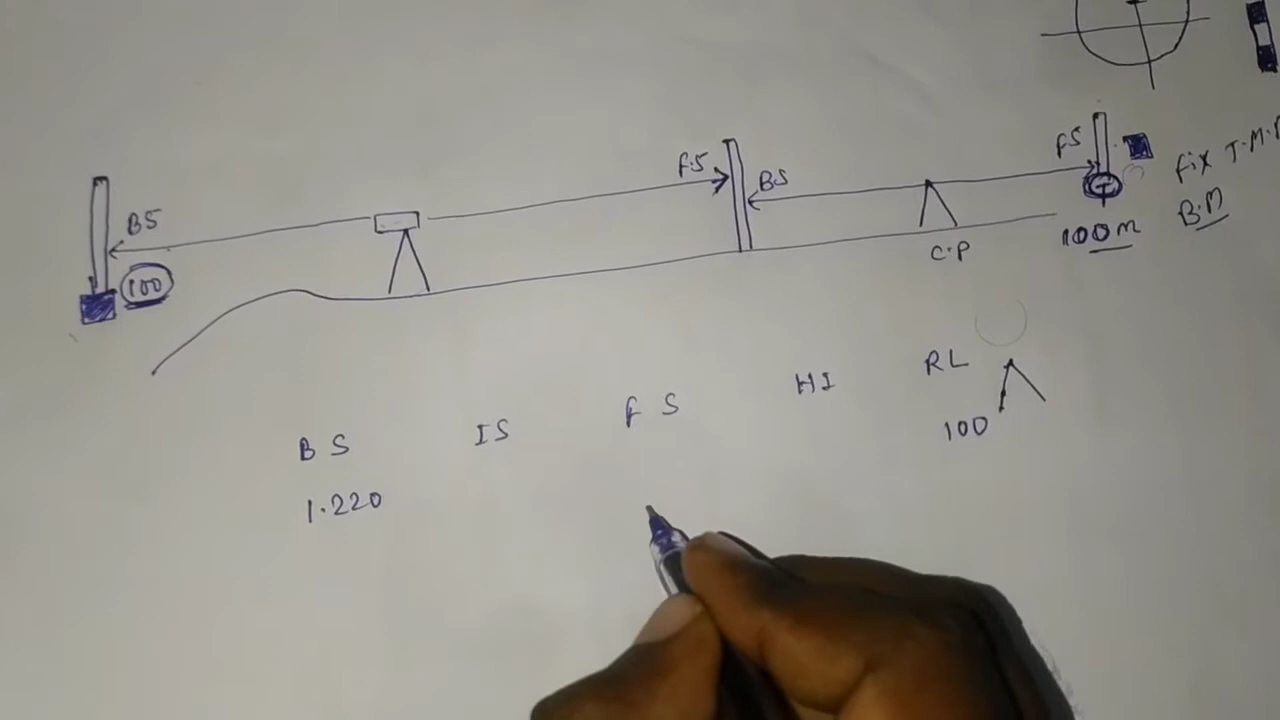 BS
100
F.S
BS
C.P
FS
100m
Fix T.M.
B.M
BS IS FS HI RL
1.220 100